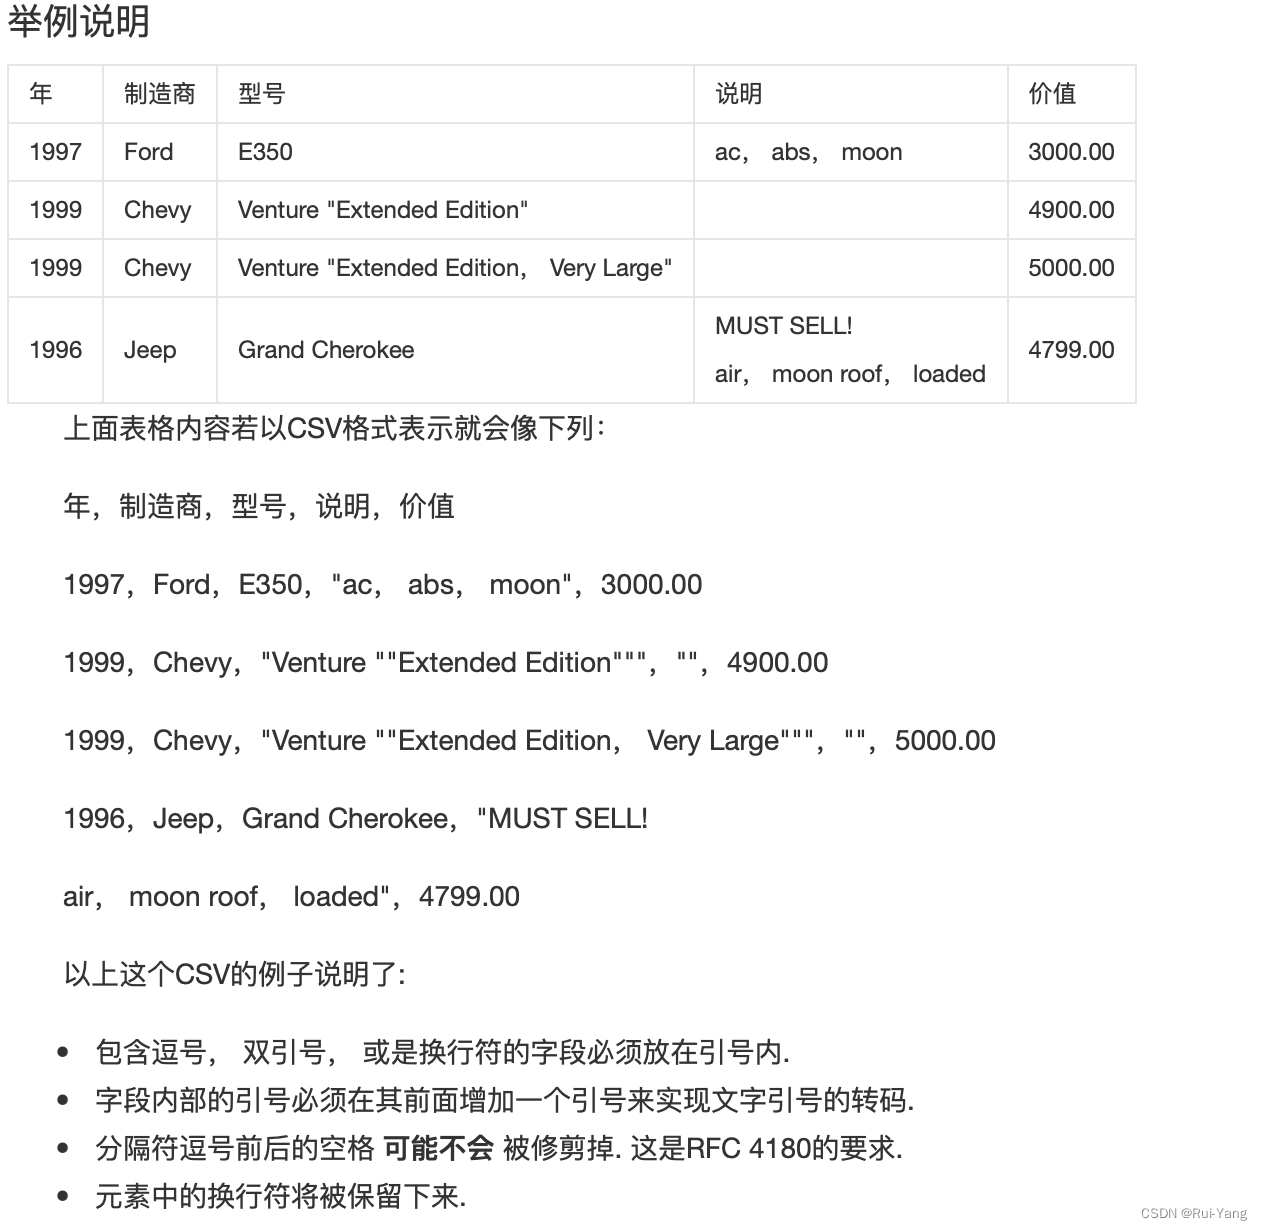 举例说明
年 制造商 型号 说明 价值
1997 Ford E350 ac， abs， moon 3000.00
1999 Chevy Venture "Extended Edition" 4900.00
1999 Chevy Venture "Extended Edition， Very Large" 5000.00
MUST SELL!
1996 Jeep Grand Cherokee 4799.00
air， moon roof， loaded
上面表格内容若以CSV格式表示就会像下列：
年，制造商，型号，说明，价值
1997，Ford，E350，"ac， abs， moon"，3000.00
1999，Chevy，"Venture ""Extended Edition"""，""，4900.00
1999，Chevy，"Venture ""Extended Edition， Very Large"""，""，5000.00
1996，Jeep，Grand Cherokee，"MUST SELL!
air， moon roof， loaded"，4799.00
以上这个CSV的例子说明了:
• 包含逗号， 双引号， 或是换行符的字段必须放在引号内.
• 字段内部的引号必须在其前面增加一个引号来实现文字引号的转码.
• 分隔符逗号前后的空格 可能不会 被修剪掉. 这是RFC 4180的要求.
• 元素中的换行符将被保留下来.
CSDN @Rui-Yang